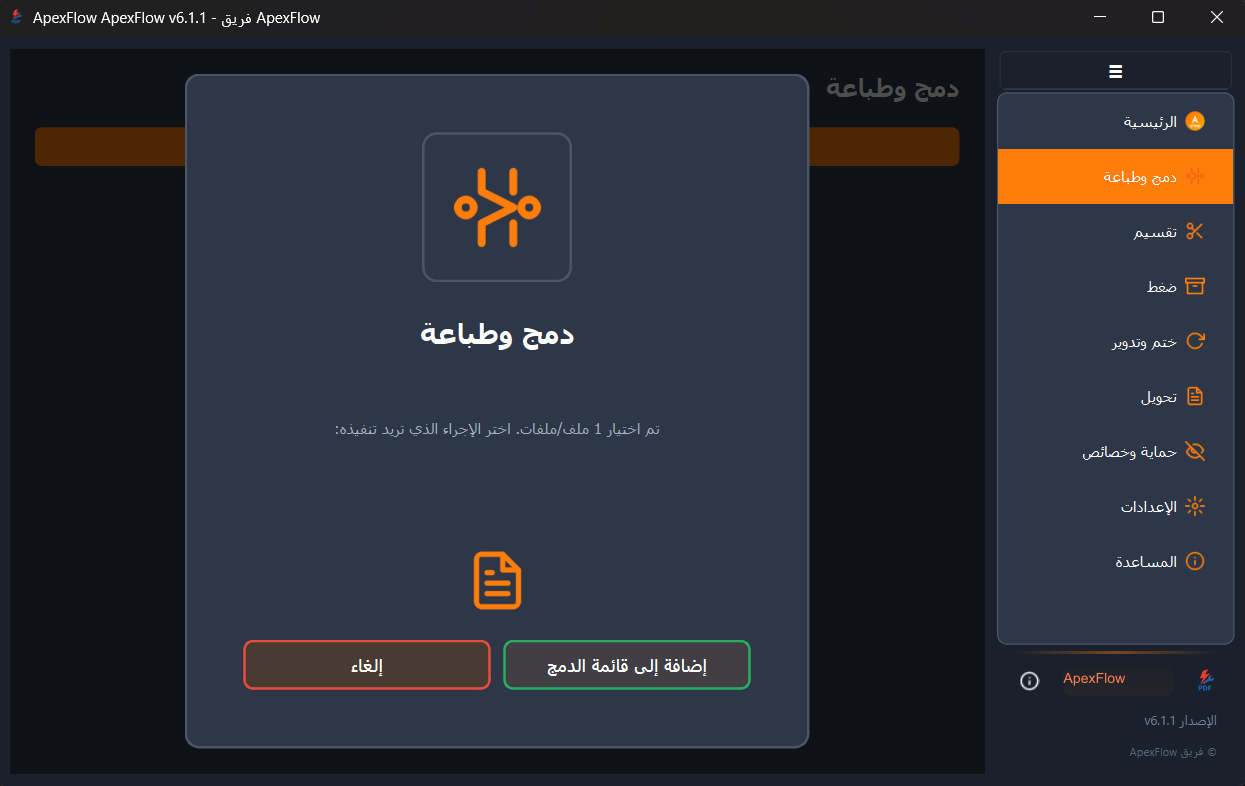 ApexFlow ApexFlow v6.1.1 - فريق ApexFlow
دمج وطباعة
دمج وطباعة
تم اختيار 1 ملف/ملفات. اختر الإجراء الذي تريد تنفيذه:
إضافة إلى قائمة الدمج
إلغاء
الرئيسية
دمج وطباعة
تقسيم
ضغط
ختم وتدوير
تحويل
حماية وخصائص
الإعدادات
المساعدة
ApexFlow
PDF
الإصدار v6.1.1
© فريق ApexFlow